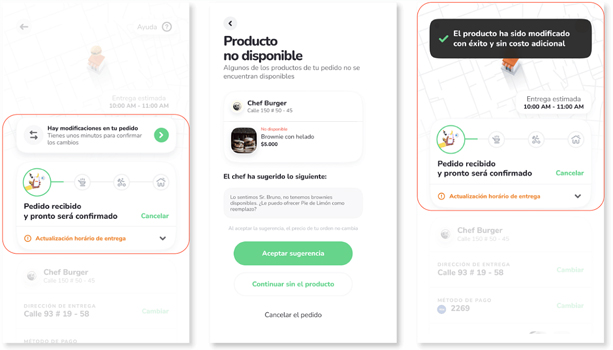 Ayuda
Entrega estimada
10:00 AM - 11:00 AM
Hay modificaciones en tu pedido
Tienes unos minutos para confirmar
los cambios
Pedido recibido
y pronto será confirmado
Cancelar
Actualización horário de entrega
Chef Burger
Calle 150 # 50 - 45
DIRECCION DE ENTREGA
Calle 93 # 19 - 58
Cambiar
MÉTODO DE PAGO
Producto
no disponible
Algunos de los productos de tu pedido no se
encuentran disponibles
Chef Burger
Calle 150 # 50 - 45
No disponible
Brownie con helado
$5.000
El chef ha sugerido lo siguiente:
Lo sentimos Sr. Bruno, no tenemos brownies
disponibles. ¿Le puedo ofrecer Pie de Limón como
reemplazo?
Al aceptar la sugerencia, el precio de tu orden no cambia
Aceptar sugerencia
Continuar sin el producto
Cancelar el pedido
El producto ha sido modificado
con éxito y sin costo adicional
Entrega estimada
10:00 AM - 11:00 AM
Pedido recibido
y pronto será confirmado
Cancelar
Actualización horário de entrega
Chef Burger
Calle 150 # 50 - 45
DIRECCION DE ENTREGA
Calle 93 # 19 - 58
Cambiar
MÉTODO DE PAGO
2269
Cambiar